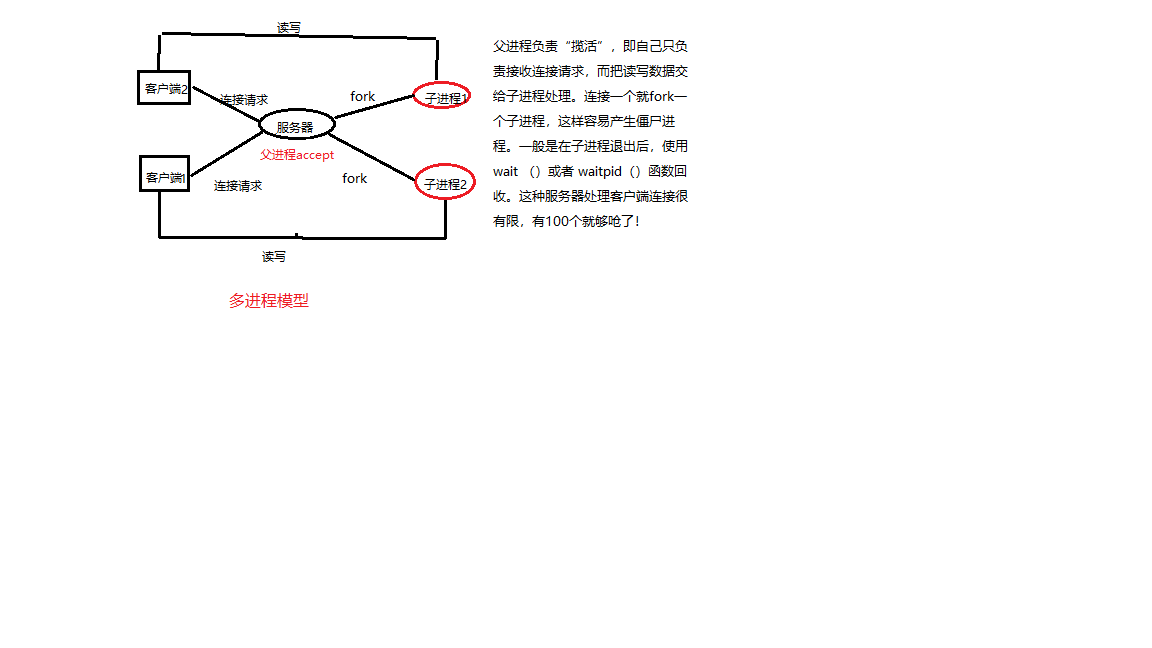 读写
客户端2
连接请求
fork
子进程1
服务器
父进程accept
客户端1
连接请求
fork
子进程2
读写
多进程模型
父进程负责“揽活”，即自己只负
责接收连接请求，而把读写数据交
给子进程处理。连接一个就fork一
个子进程，这样容易产生僵尸进
程。一般是在子进程退出后，使用
wait （）或者 waitpid（）函数回
收。这种服务器处理客户端连接很
有限，有100个就够呛了!